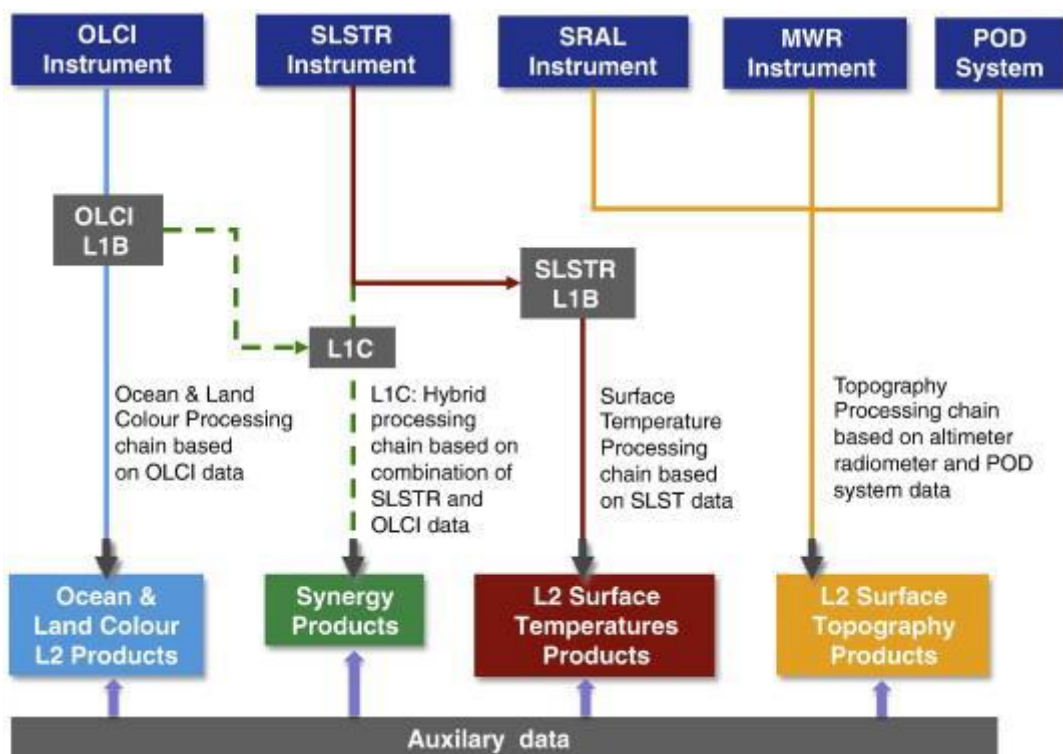 OLCI
Instrument
SLSTR
Instrument
SRAL
Instrument
MWR
Instrument
POD
System
OLCI
L1B
SLSTR
L1B
L1C
Ocean & Land
Colour Processing
chain based
on OLCI data
L1C: Hybrid
processing
chain based on
combination of
SLSTR and
OLCI data
Surface
Temperature
Processing
chain based
on SLST data
Topography
Processing chain
based on altimeter
radiometer and POD
system data
Ocean &
Land Colour
L2 Products
Synergy
Products
L2 Surface
Temperatures
Products
L2 Surface
Topography
Products
Auxilary data